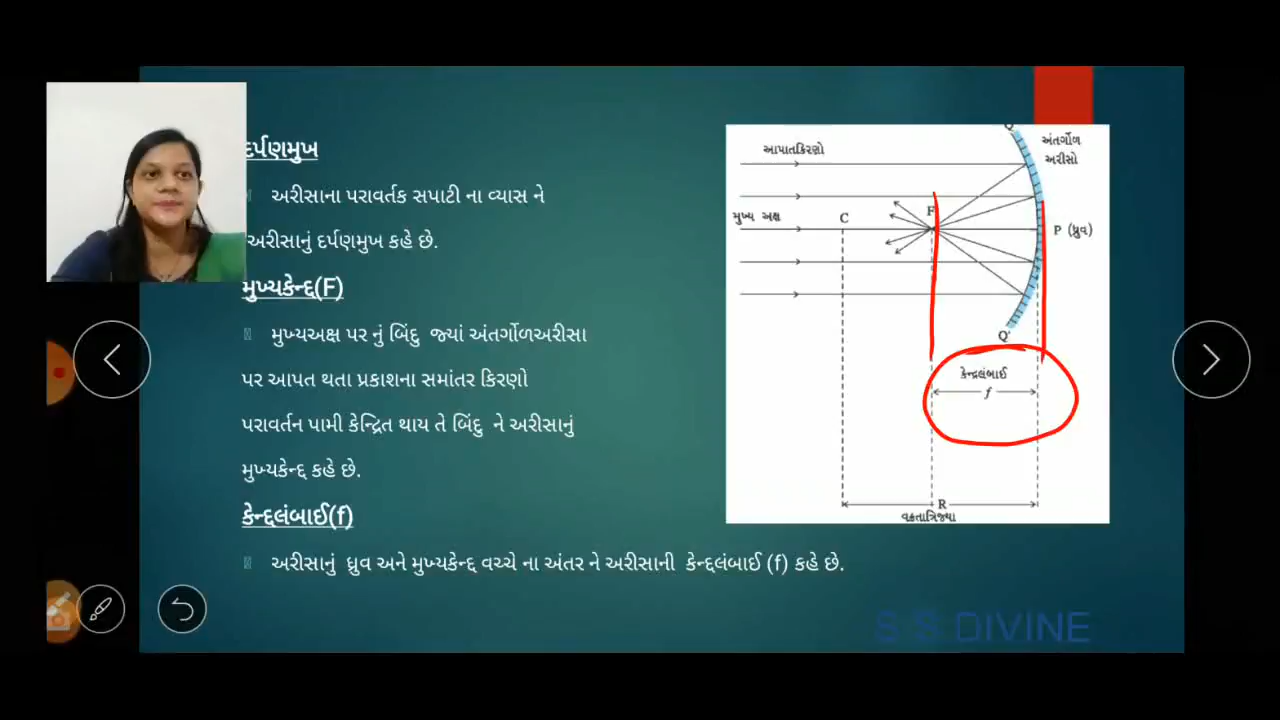 દર્પણમુખ
અરીસાના પરાવર્તક સપાટી ના વ્યાસ ને
અરીસાનું દર્પણમુખ કહે છે.
મુખ્યકેન્દ્દ(F)
મુખ્યઅક્ષ પર નું બિંદુ જ્યાં અંતર્ગોળઅરીસા
પર આપત થતા પ્રકાશના સમાંતર કિરણો
પરાવર્તન પામી કેન્દ્રિત થાય તે બિંદુ ને અરીસાનું
મુખ્યકેન્દ્દ કહે છે.
કેન્દ્દલંબાઈ(f)
અરીસાનું ધ્રુવ અને મુખ્યકેન્દ્દ વચ્ચે ના અંતર ને અરીસાની કેન્દ્દલંબાઈ (f) કહે છે.
Q
આપાતકિરણો
અંતર્ગોળ
અરીસો
મુખ્ય અક્ષ
C
F
P (ધ્રુવ)
Q'
કેન્દ્રલંબાઈ
f
R
વક્રતાત્રિજ્યા
S S DIVINE